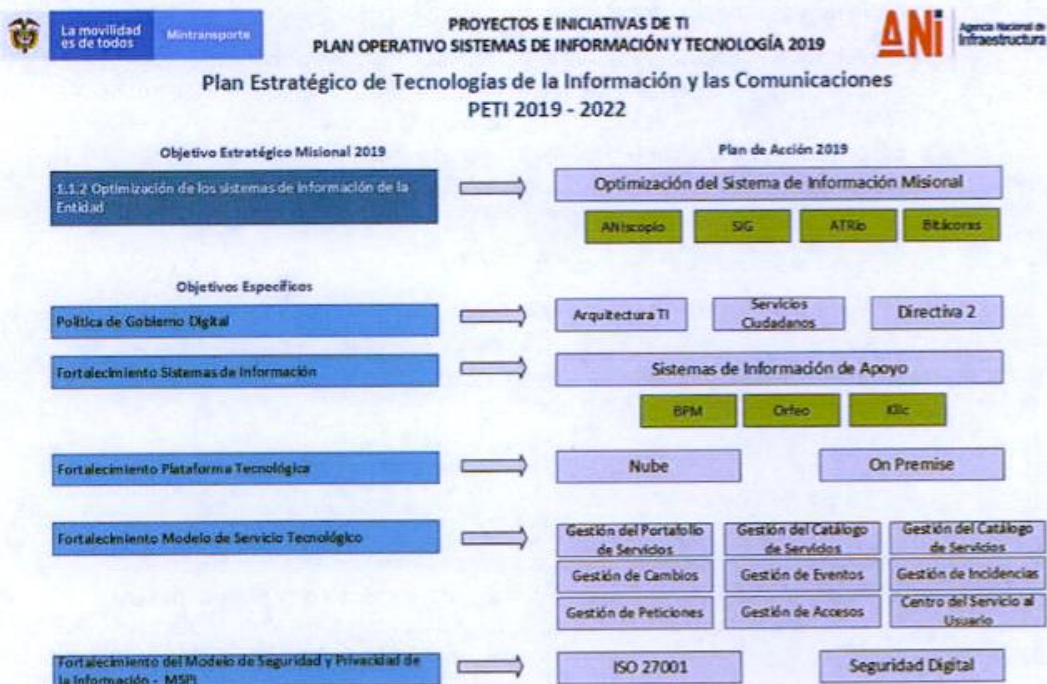 La movilidad
es de todos
Mintransporte
PROYECTOS E INICIATIVAS DE TI
PLAN OPERATIVO SISTEMAS DE INFORMACIÓN Y TECNOLOGÍA 2019
ANI
Agencia Nacional de
Infraestructura
Plan Estratégico de Tecnologías de la Información y las Comunicaciones
PETI 2019 - 2022
Objetivo Estratégico Misional 2019
Plan de Acción 2019
1.1.2 Optimización de los sistemas de información de la
Entidad
Optimización del Sistema de Información Misional
ANIscopio
SIG
ATRIo
Bitácoras
Objetivos Específicos
Política de Gobierno Digital
Arquitectura TI
Servicios
Ciudadanos
Directiva 2
Fortalecimiento Sistemas de Información
Sistemas de Información de Apoyo
BPM
Orfeo
Klic
Fortalecimiento Plataforma Tecnológica
Nube
On Premise
Fortalecimiento Modelo de Servicio Tecnológico
Gestión del Portafolio
de Servicios
Gestión del Catálogo
de Servicios
Gestión del Catálogo
de Servicios
Gestión de Cambios
Gestión de Eventos
Gestión de Incidencias
Gestión de Peticiones
Gestión de Accesos
Centro del Servicio al
Usuario
Fortalecimiento del Modelo de Seguridad y Privacidad de
la Información - MSPI
ISO 27001
Seguridad Digital